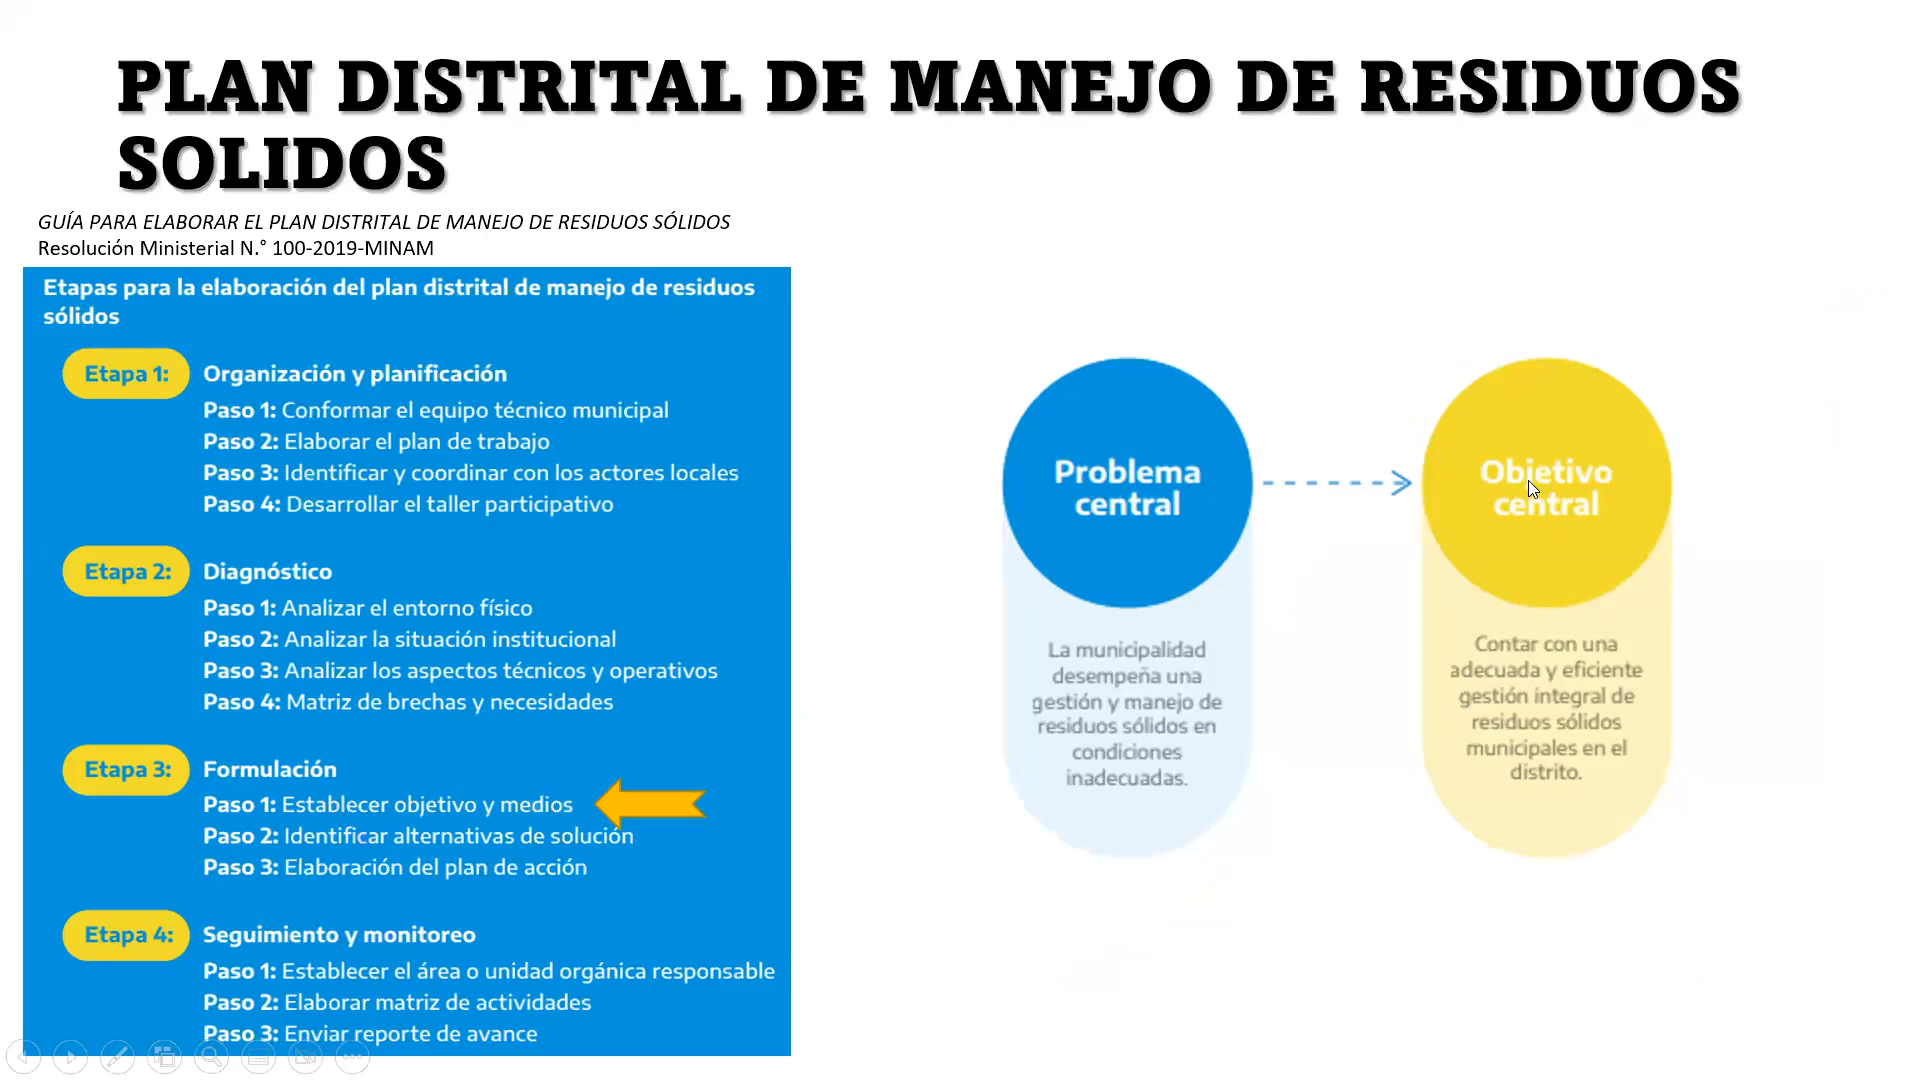 PLAN DISTRITAL DE MANEJO DE RESIDUOS
SOLIDOS
GUÍA PARA ELABORAR EL PLAN DISTRITAL DE MANEJO DE RESIDUOS SÓLIDOS
Resolución Ministerial N.° 100-2019-MINAM
Etapas para la elaboración del plan distrital de manejo de residuos
sólidos
Etapa 1: Organización y planificación
Paso 1: Conformar el equipo técnico municipal
Paso 2: Elaborar el plan de trabajo
Paso 3: Identificar y coordinar con los actores locales
Paso 4: Desarrollar el taller participativo
Etapa 2: Diagnóstico
Paso 1: Analizar el entorno físico
Paso 2: Analizar la situación institucional
Paso 3: Analizar los aspectos técnicos y operativos
Paso 4: Matriz de brechas y necesidades
Etapa 3: Formulación
Paso 1: Establecer objetivo y medios
Paso 2: Identificar alternativas de solución
Paso 3: Elaboración del plan de acción
Etapa 4: Seguimiento y monitoreo
Paso 1: Establecer el área o unidad orgánica responsable
Paso 2: Elaborar matriz de actividades
Paso 3: Enviar reporte de avance
Problema
central
La municipalidad
desempeña una
gestión y manejo de
residuos sólidos en
condiciones
inadecuadas.
Objetivo
central
Contar con una
adecuada y eficiente
gestión integral de
residuos sólidos
municipales en el
distrito.